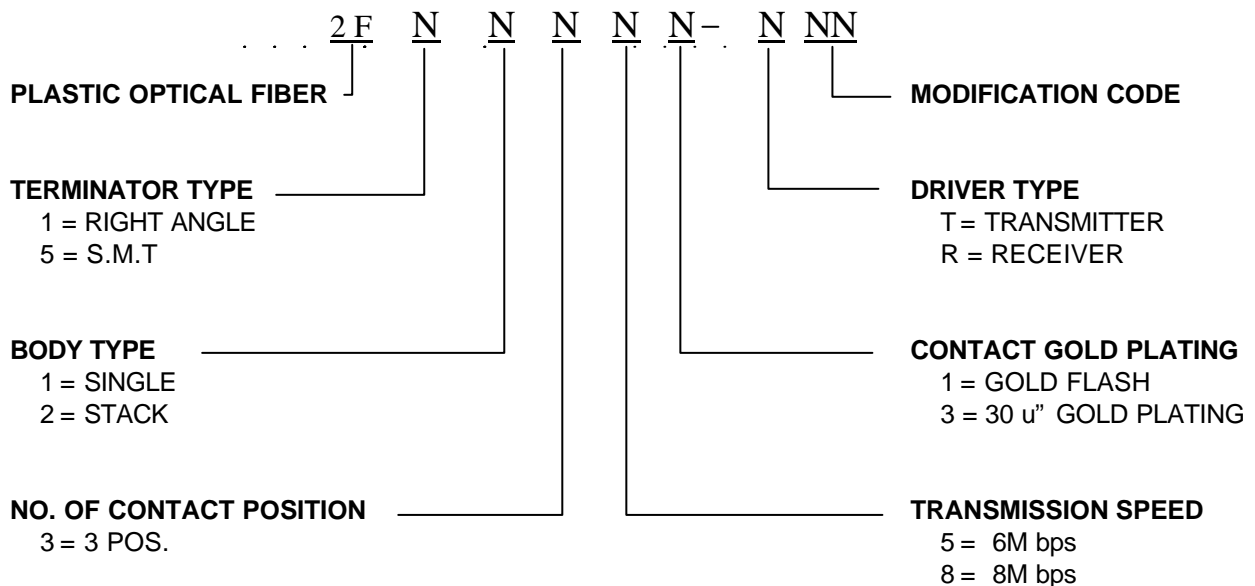 2F N N N N N- N NN
PLASTIC OPTICAL FIBER
MODIFICATION CODE
TERMINATOR TYPE
1 = RIGHT ANGLE
5 = S.M.T
DRIVER TYPE
T = TRANSMITTER
R = RECEIVER
BODY TYPE
1 = SINGLE
2 = STACK
CONTACT GOLD PLATING
1 = GOLD FLASH
3 = 30 u" GOLD PLATING
NO. OF CONTACT POSITION
3 = 3 POS.
TRANSMISSION SPEED
5 = 6M bps
8 = 8M bps